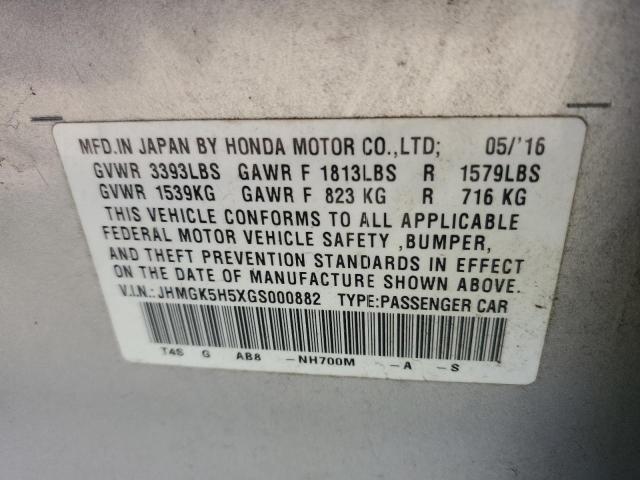 MFD.IN JAPAN BY HONDA MOTOR CO.,LTD; 05/'16
GVWR 3393LBS GAWR F 1813LBS R 1579LBS
GVWR 1539KG GAWR F 823 KG R 716 KG
THIS VEHICLE CONFORMS TO ALL APPLICABLE
FEDERAL MOTOR VEHICLE SAFETY ,BUMPER,
AND THEFT PREVENTION STANDARDS IN EFFECT
ON THE DATE OF MANUFACTURE SHOWN ABOVE.
V.I.N.: JHMGK5H5XGS000882 TYPE:PASSENGER CAR
T4S G AB8 -NH700M -A -S